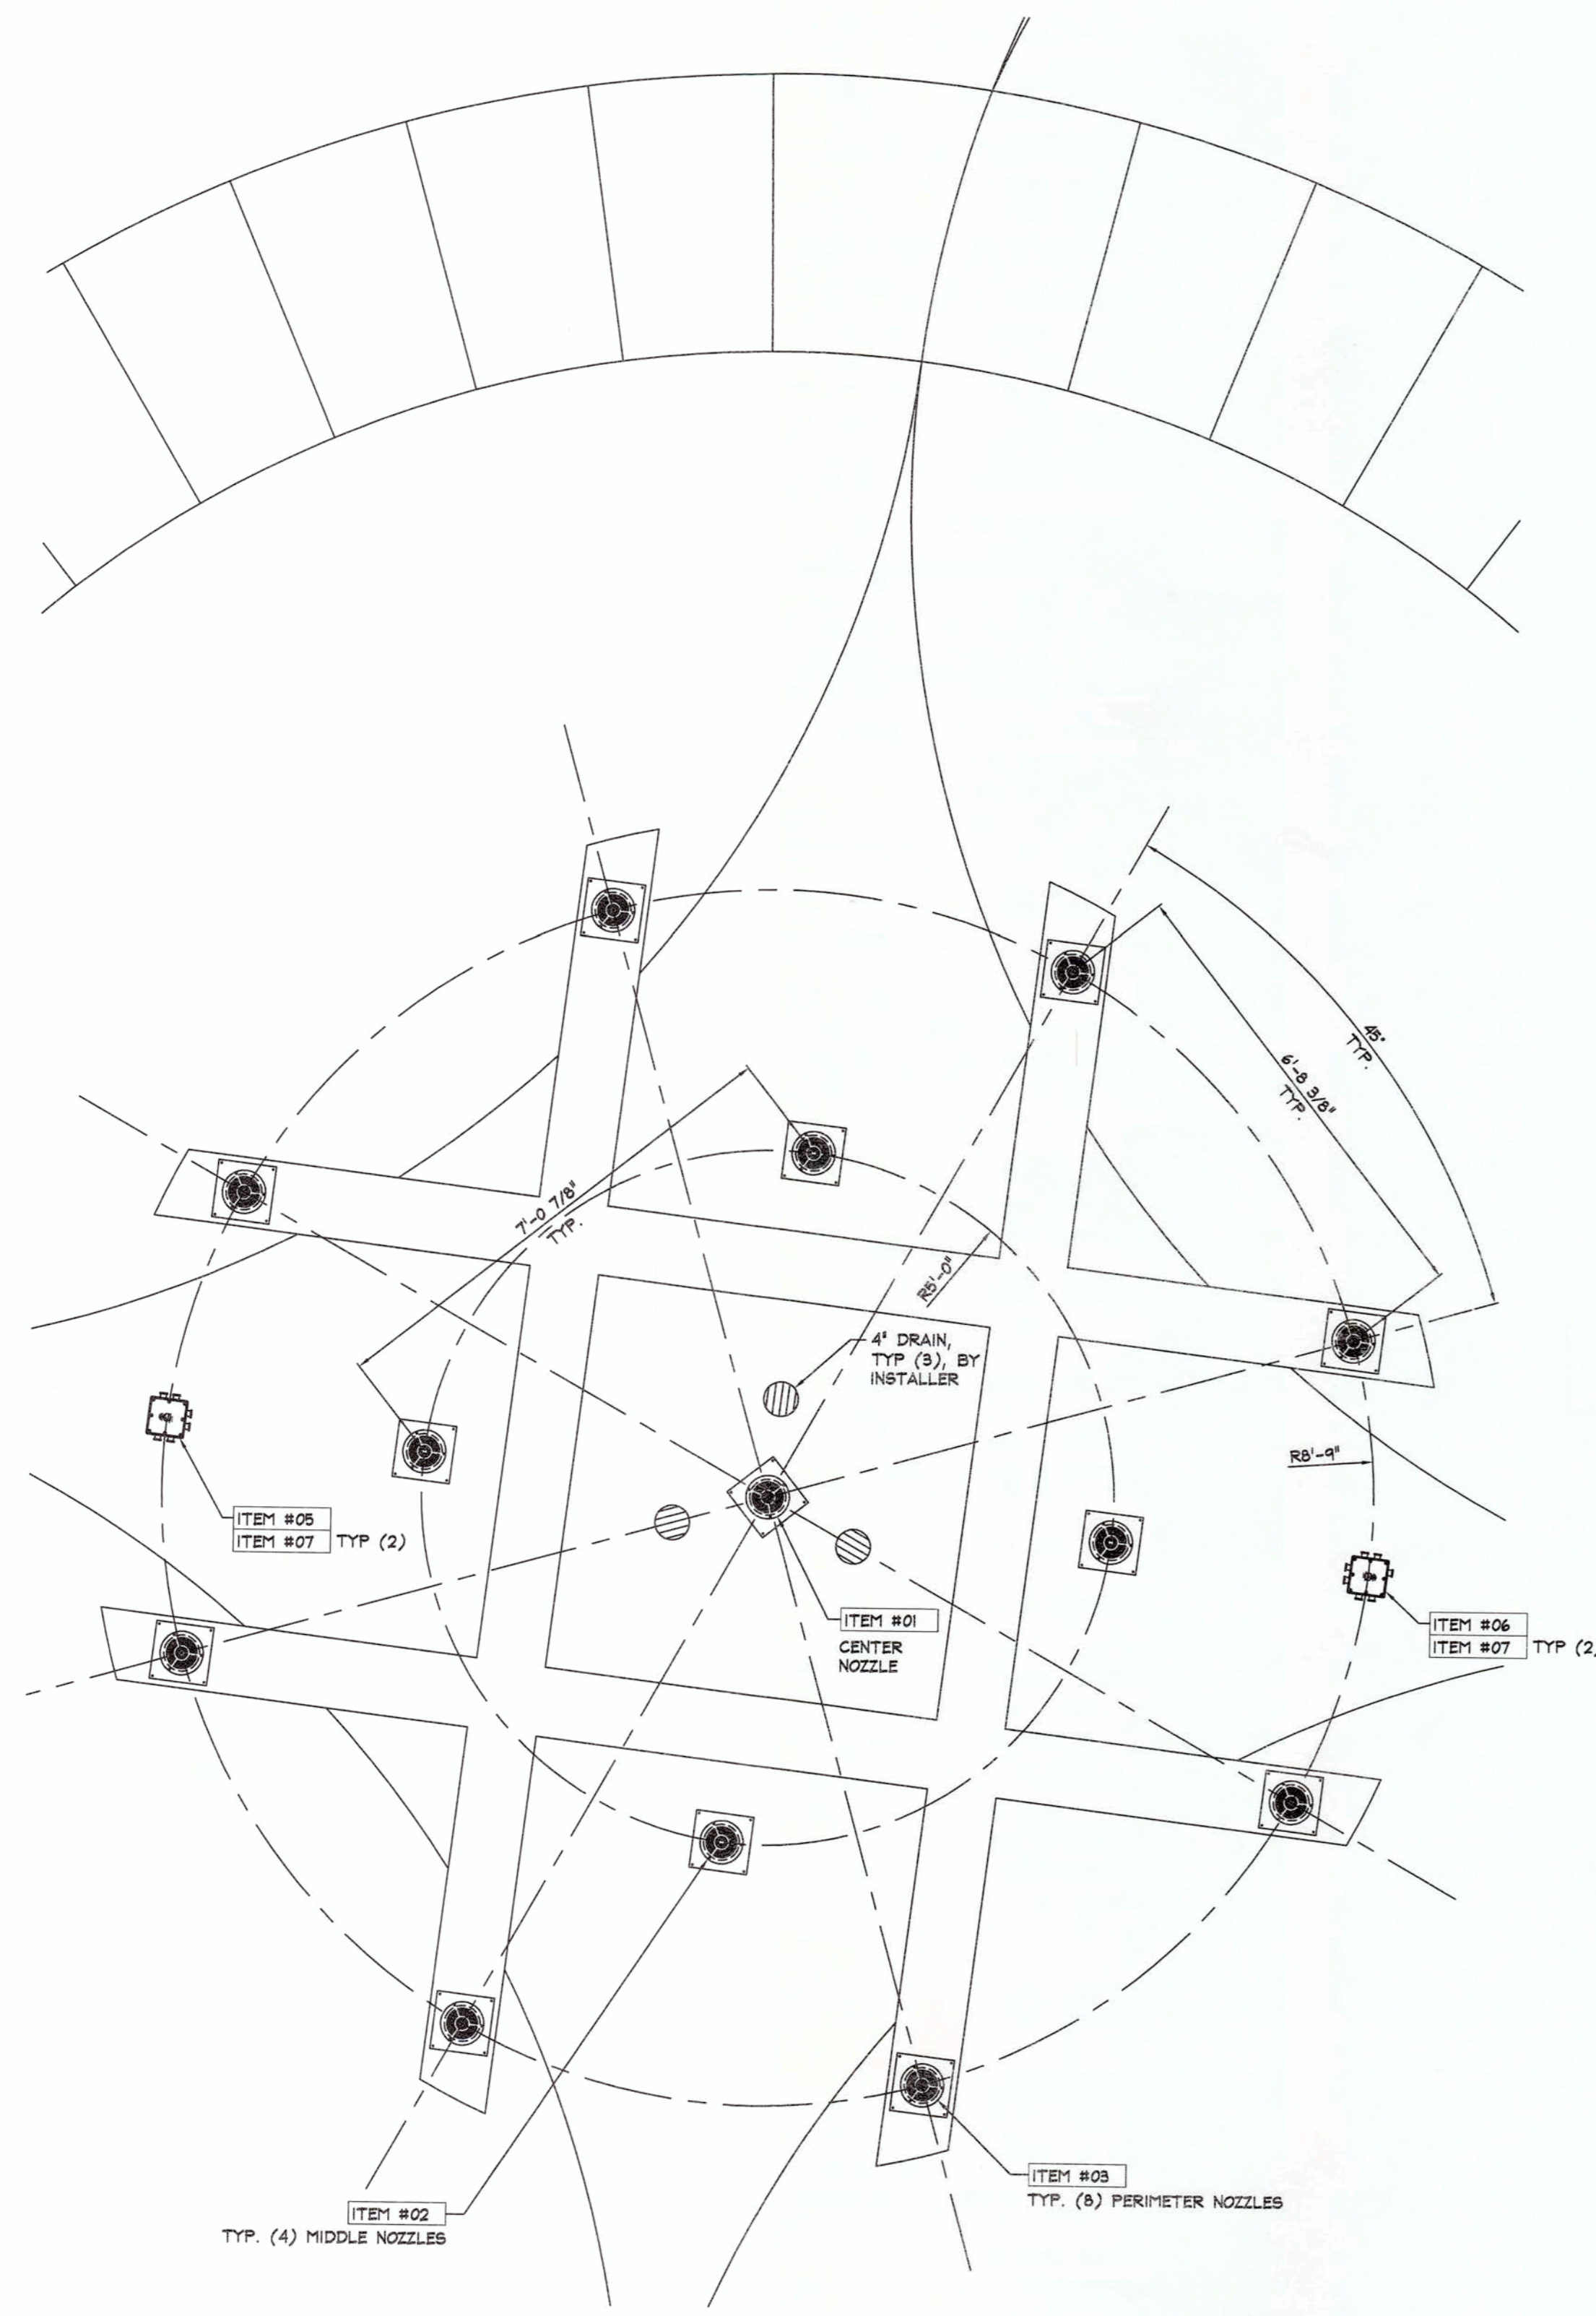 45°
TYP.
6'-8 3/8"
TYP.
7'-0 7/8"
TYP.
R5'-0"
4" DRAIN,
TYP (3), BY
INSTALLER
R8'-9"
ITEM #05
ITEM #07 TYP (2)
ITEM #01
CENTER
NOZZLE
ITEM #06
ITEM #07 TYP (2
ITEM #03
TYP. (8) PERIMETER NOZZLES
ITEM #02
TYP. (4) MIDDLE NOZZLES